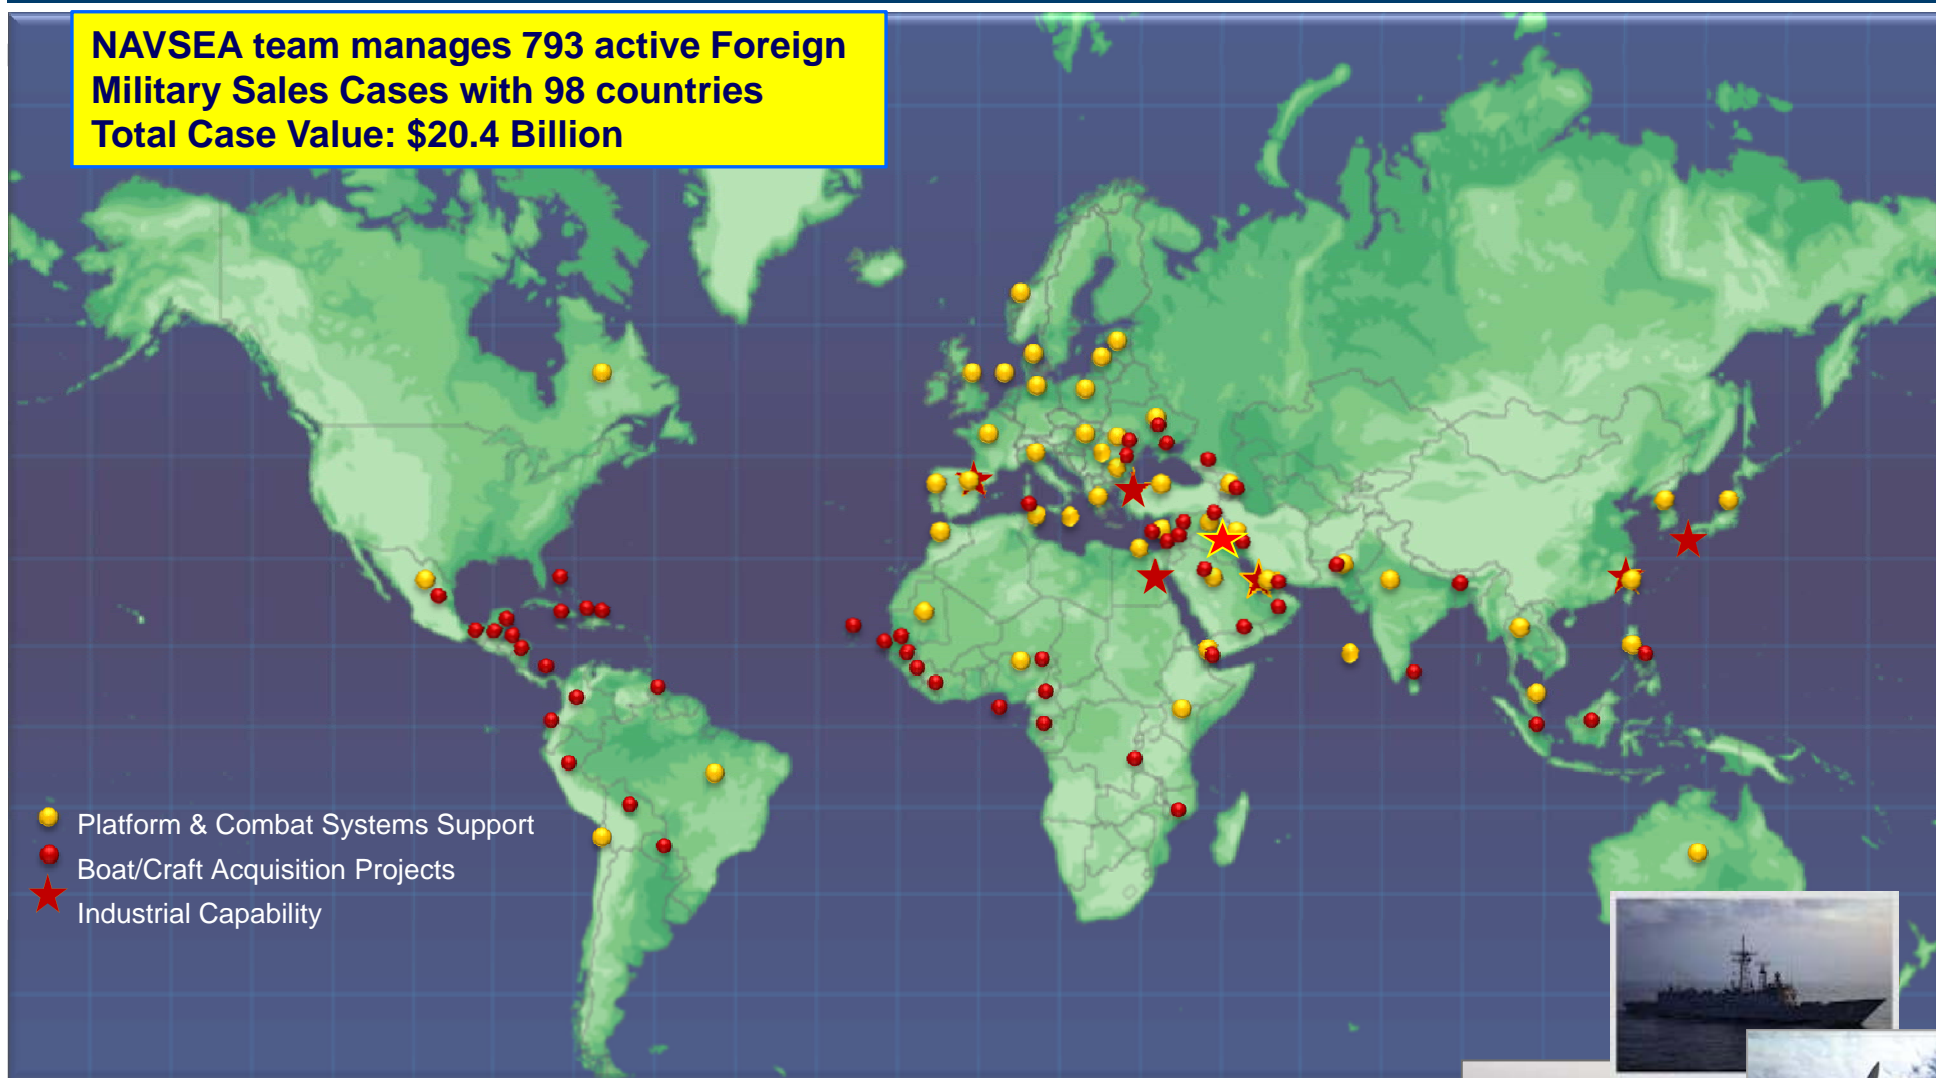 NAVSEA team manages 793 active Foreign
Military Sales Cases with 98 countries
Total Case Value: $20.4 Billion
Platform & Combat Systems Support
Boat/Craft Acquisition Projects
Industrial Capability